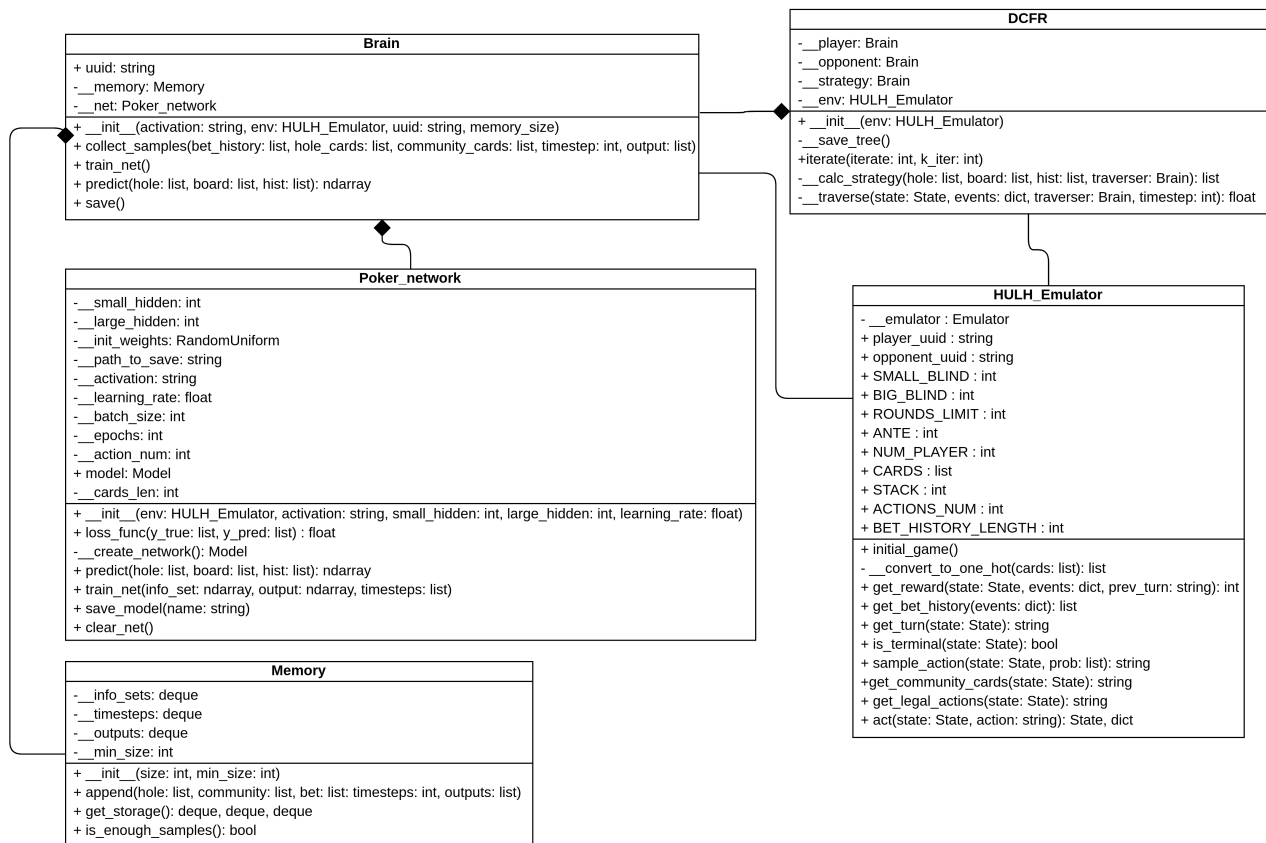 Brain
+ uuid: string
-__memory: Memory
-__net: Poker_network
+ __init__(activation: string, env: HULH_Emulator, uuid: string, memory_size)
+ collect_samples(bet_history: list, hole_cards: list, community_cards: list, timestep: int, output: list)
+ train_net()
+ predict(hole: list, board: list, hist: list): ndarray
+ save()
DCFR
-__player: Brain
-__opponent: Brain
-__strategy: Brain
-__env: HULH_Emulator
+ __init__(env: HULH_Emulator)
-__save_tree()
+iterate(iterate: int, k_iter: int)
-__calc_strategy(hole: list, board: list, hist: list, traverser: Brain): list
-__traverse(state: State, events: dict, traverser: Brain, timestep: int): float
Poker_network
-__small_hidden: int
-__large_hidden: int
-__init_weights: RandomUniform
-__path_to_save: string
-__activation: string
-__learning_rate: float
-__batch_size: int
-__epochs: int
-__action_num: int
+ model: Model
-__cards_len: int
+ __init__(env: HULH_Emulator, activation: string, small_hidden: int, large_hidden: int, learning_rate: float)
+ loss_func(y_true: list, y_pred: list) : float
-__create_network(): Model
+ predict(hole: list, board: list, hist: list): ndarray
+ train_net(info_set: ndarray, output: ndarray, timesteps: list)
+ save_model(name: string)
+ clear_net()
HULH_Emulator
- __emulator : Emulator
+ player_uuid : string
+ opponent_uuid : string
+ SMALL_BLIND : int
+ BIG_BLIND : int
+ ROUNDS_LIMIT : int
+ ANTE : int
+ NUM_PLAYER : int
+ CARDS : list
+ STACK : int
+ ACTIONS_NUM : int
+ BET_HISTORY_LENGTH : int
+ initial_game()
- __convert_to_one_hot(cards: list): list
+ get_reward(state: State, events: dict, prev_turn: string): int
+ get_bet_history(events: dict): list
+ get_turn(state: State): string
+ is_terminal(state: State): bool
+ sample_action(state: State, prob: list): string
+get_community_cards(state: State): string
+ get_legal_actions(state: State): string
+ act(state: State, action: string): State, dict
Memory
-__info_sets: deque
-__timesteps: deque
-__outputs: deque
-__min_size: int
+ __init__(size: int, min_size: int)
+ append(hole: list, community: list, bet: list: timesteps: int, outputs: list)
+ get_storage(): deque, deque, deque
+ is_enough_samples(): bool